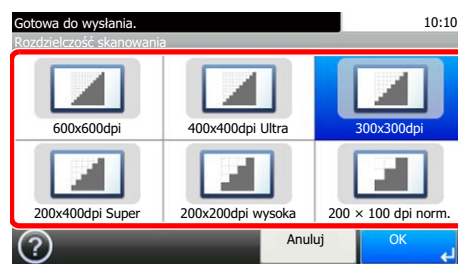 Gotowa do wysłania. 10:10
Rozdzielczość skanowania
600x600dpi 400x400dpi Ultra 300x300dpi
200x400dpi Super 200x200dpi wysoka 200 × 100 dpi norm.
? Anuluj OK